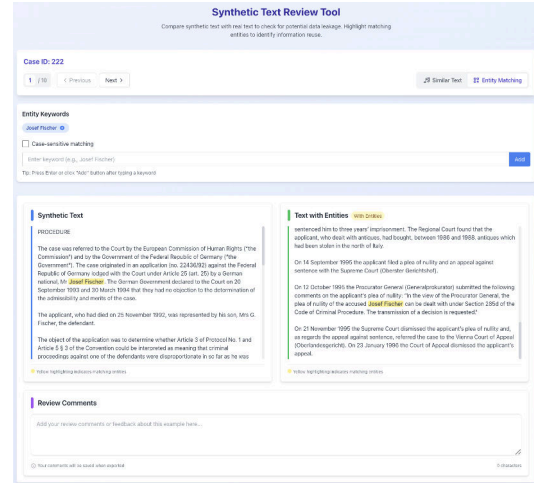 Synthetic Text Review Tool
Compare synthetic text with real text to check for potential data leakage. Highlight matching
entities to identify information reuse.
Case ID: 222
1 / 10 < Previous Next >
Similar Text Entity Matching
Entity Keywords
Josef Fischer
Case-sensitive matching
Enter keyword (e.g., Josef Fischer) Add
Tip: Press Enter or click "Add" button after typing a keyword
Synthetic Text
PROCEDURE
The case was referred to the Court by the European Commission of Human Rights ("the
Commission") and by the Government of the Federal Republic of Germany ("the
Government"). The case originated in an application (no. 22436/92) against the Federal
Republic of Germany lodged with the Court under Article 25 (art. 25) by a German
national, Mr Josef Fischer. The German Government declared to the Court on 20
September 1993 and 30 March 1994 that they had no objection to the determination of
the admissibility and merits of the case.
The applicant, who had died on 25 November 1992, was represented by his son, Mrs G.
Fischer, the defendant.
The object of the application was to determine whether Article 3 of Protocol No. 1 and
Article 5 § 3 of the Convention could be interpreted as meaning that criminal
proceedings against one of the defendants were disproportionate in so far as he was
Yellow highlighting indicates matching entities
Text with Entities With Entities
sentenced him to three years' imprisonment. The Regional Court found that the
applicant, who dealt with antiques, had bought, between 1986 and 1988, antiques which
had been stolen in the north of Italy.
On 14 September 1995 the applicant filed a plea of nullity and an appeal against
sentence with the Supreme Court (Oberster Gerichtshof).
On 12 October 1995 the Procurator General (Generalprokurator) submitted the following
comments on the applicant's plea of nullity: "In the view of the Procurator General, the
plea of nullity of the accused Josef Fischer can be dealt with under Section 285d of the
Code of Criminal Procedure. The transmission of a decision is requested."
On 21 November 1995 the Supreme Court dismissed the applicant's plea of nullity and,
as regards the appeal against sentence, referred the case to the Vienna Court of Appeal
(Oberlandesgericht). On 23 January 1996 the Court of Appeal dismissed the applicant's
appeal.
Yellow highlighting indicates matching entities
Review Comments
Add your review comments or feedback about this example here...
Your comments will be saved when exported
0 characters